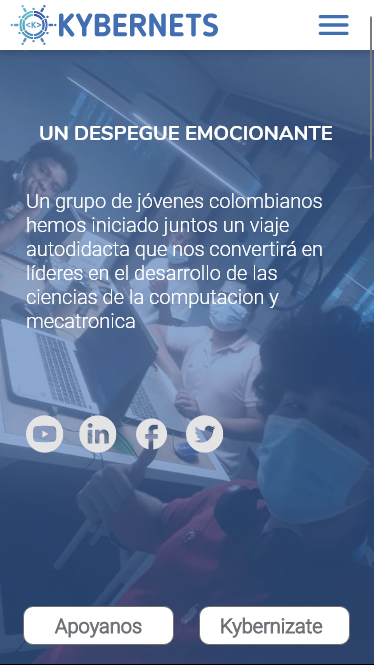 <K> KYBERNETS
UN DESPEGUE EMOCIONANTE
Un grupo de jóvenes colombianos
hemos iniciado juntos un viaje
autodidacta que nos convertirá en
líderes en el desarrollo de las
ciencias de la computacion y
mecatronica
in
Apoyanos
Kybernizate